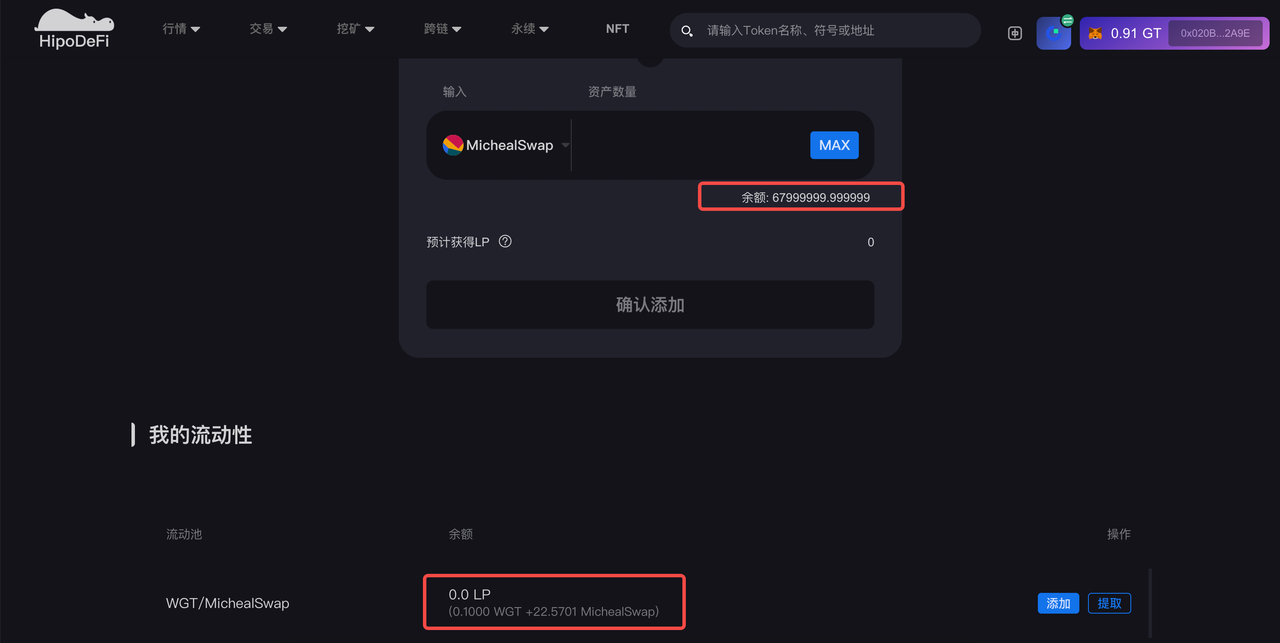 HipoDeFi
行情 交易 挖矿 跨链 永续 NFT 请输入Token名称、符号或地址 中 0.91 GT 0x020B...2A9E
输入 资产数量
MichealSwap MAX
余额: 67999999.999999
预计获得LP ? 0
确认添加
我的流动性
流动池 余额 操作
WGT/MichealSwap 0.0 LP 添加 提取
(0.1000 WGT +22.5701 MichealSwap)